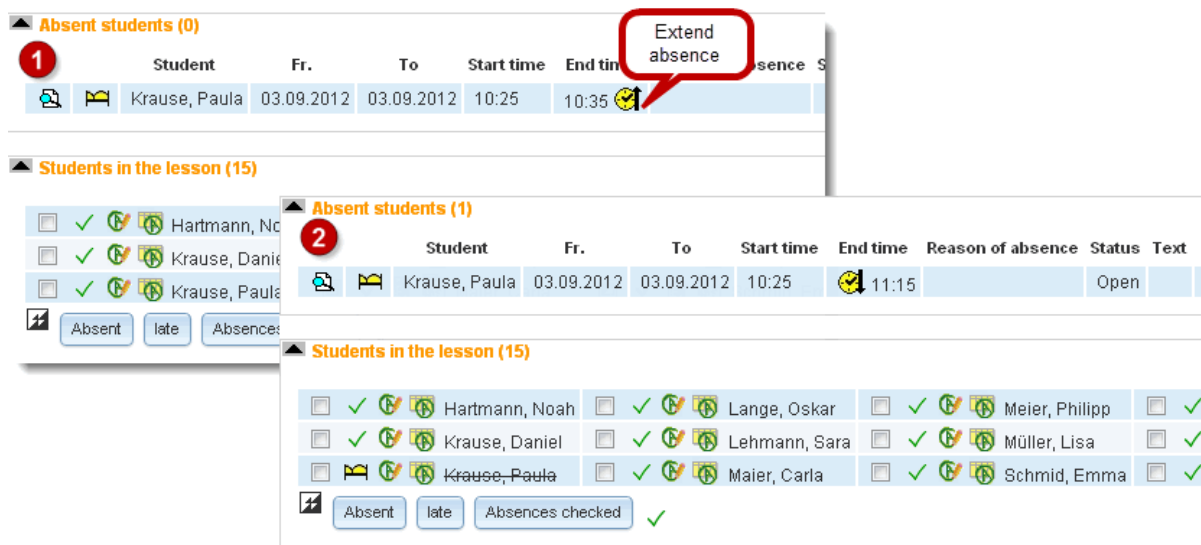 Absent students (0)
Extend
absence
1
Student Fr. To Start time End
Krause, Paula 03.09.2012 03.09.2012 10:25 10:35
Students in the lesson (15)
Hartmann,
Krause,
Krause, Paula
Absent late Absences
Absent students (1)
2
Student Fr. To Start time End time Reason of absence Status Text
Krause, Paula 03.09.2012 03.09.2012 10:25 11:15 Open
Students in the lesson (15)
Hartmann, Noah Lange, Oskar Meier, Philipp
Krause, Daniel Lehmann, Sara Müller, Lisa
Krause, Paula Maier, Carla Schmid, Emma
Absent late Absences checked